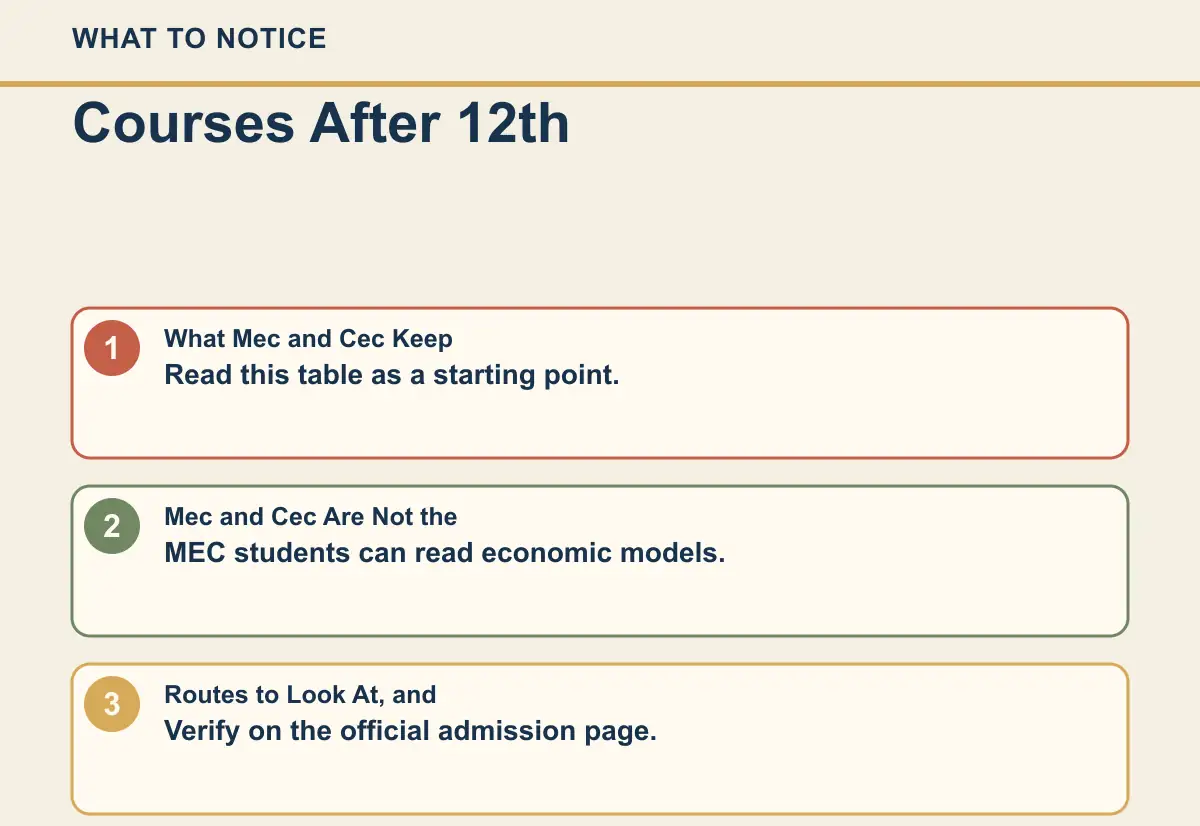 WHAT TO NOTICE
Courses After 12th
1
What Mec and Cec Keep
Read this table as a starting point.
2
Mec and Cec Are Not the
MEC students can read economic models.
3
Routes to Look At, and
Verify on the official admission page.